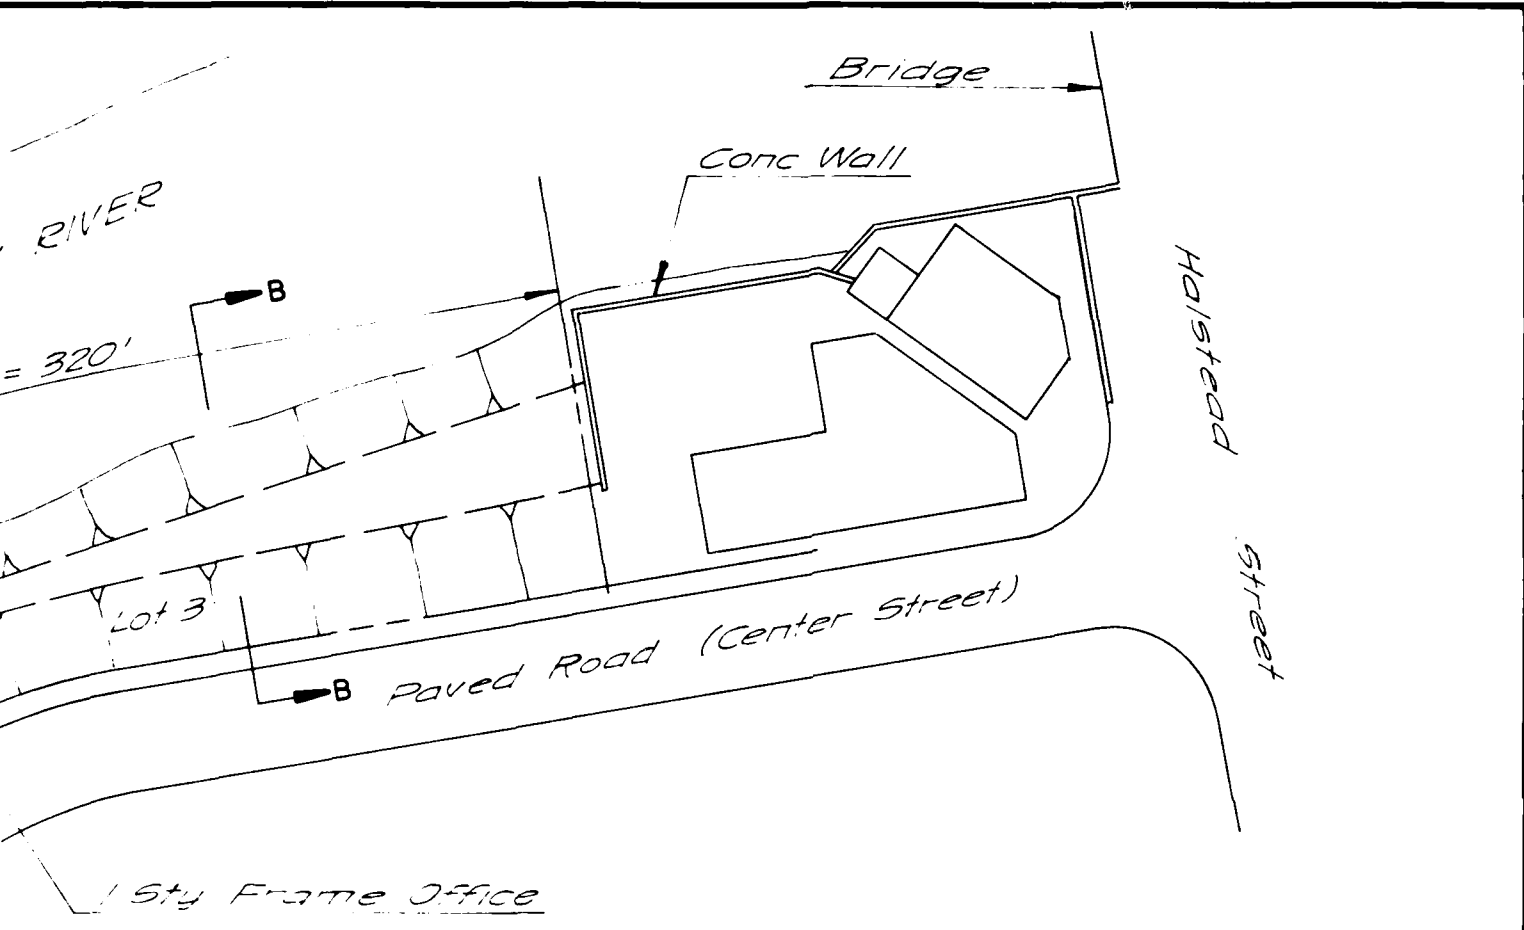 Bridge
Conc Wall
RIVER
B
= 320'
Halstead Street
Lot 3
B
Paved Road (Center Street)
1 Sty Frame Office